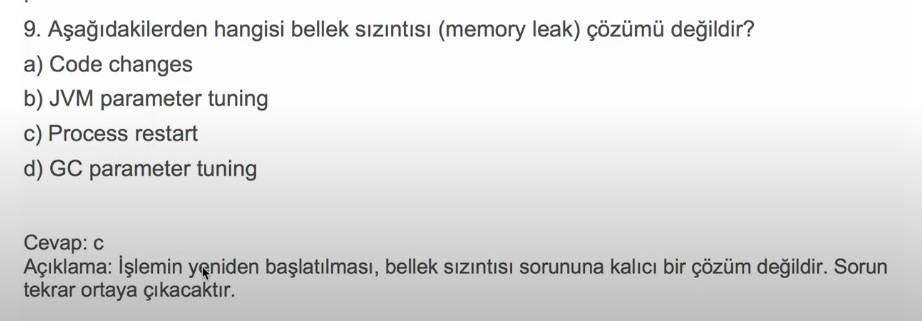 9. Aşağıdakilerden hangisi bellek sızıntısı (memory leak) çözümü değildir?
a) Code changes
b) JVM parameter tuning
c) Process restart
d) GC parameter tuning
Cevap: c
Açıklama: İşlemin yeniden başlatılması, bellek sızıntısı sorununa kalıcı bir çözüm değildir. Sorun
tekrar ortaya çıkacaktır.